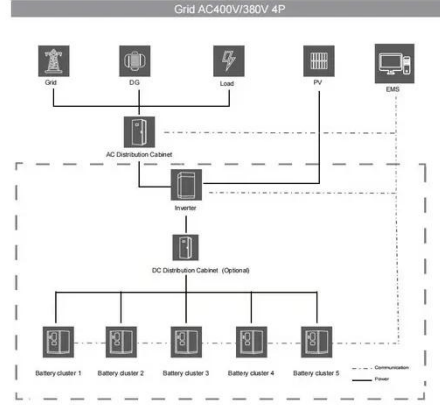 Grid AC400V/380V 4P
Grid
DG
Load
PV
EMS
AC Distribution Cabinet
Inverter
DC Distribution Cabinet (Optional)
Battery cluster 1
Battery cluster 2
Battery cluster 3
Battery cluster 4
Battery cluster 5
Communication
Power